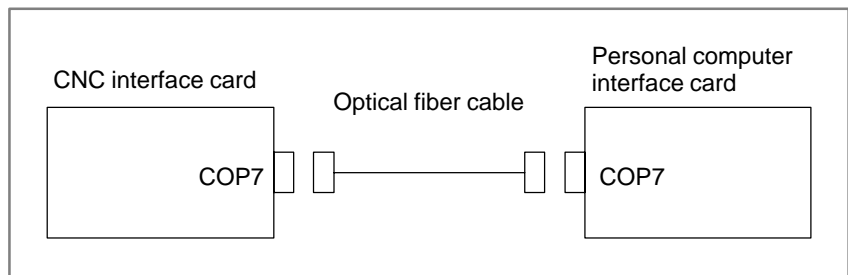 CNC interface card
Optical fiber cable
Personal computer
interface card
COP7
COP7